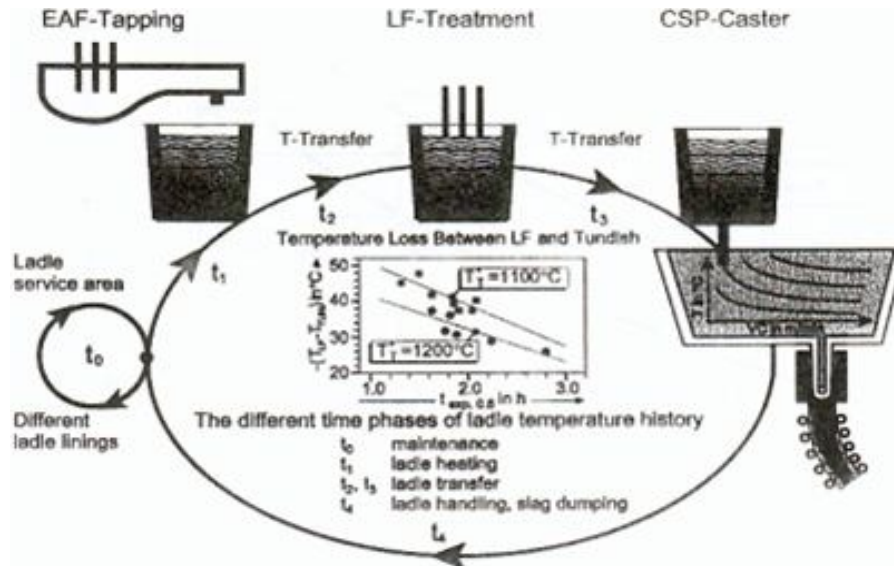 EAF-Tapping
LF-Treatment
CSP-Caster
T-Transfer
T-Transfer
t₂
t₃
t₁
Temperature Loss Between LF and Tundish
Ladle
service area
t₀
Different
ladle linings
50
40
30
20
=1100°C
=1200°C
1.0
2.0
3.0
in h
The different time phases of ladle temperature history
t₀ maintenance
t₁ ladle heating
t₂, t₃ ladle transfer
t₄ ladle handling, slag dumping
t₄